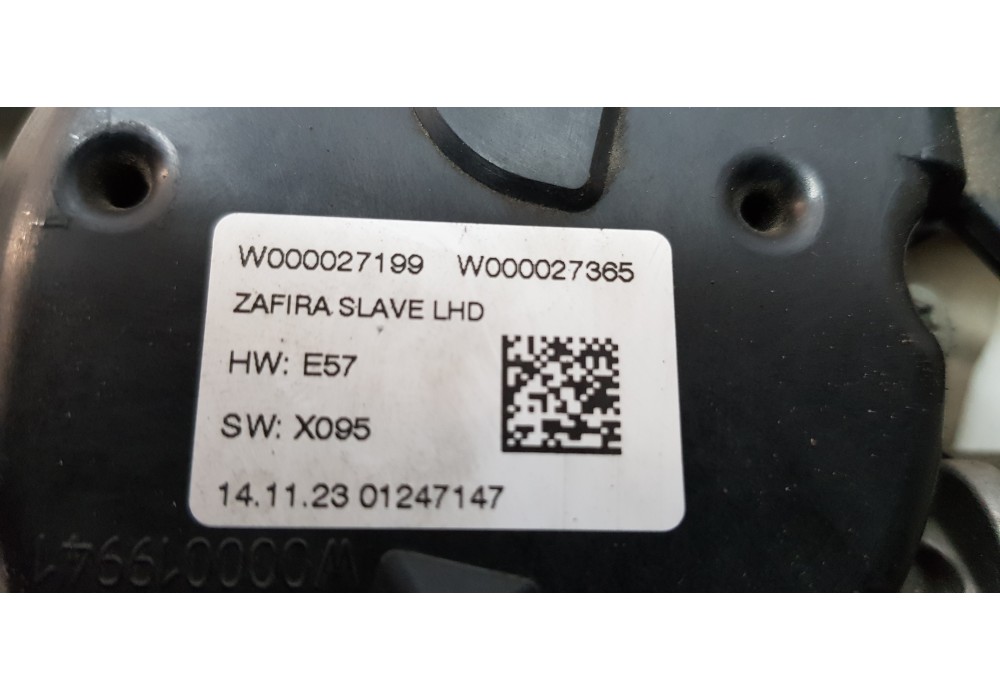 W000027199 W000027365
ZAFIRA SLAVE LHD
HW: E57
SW: X095
14.11.23 01247147
W000019941